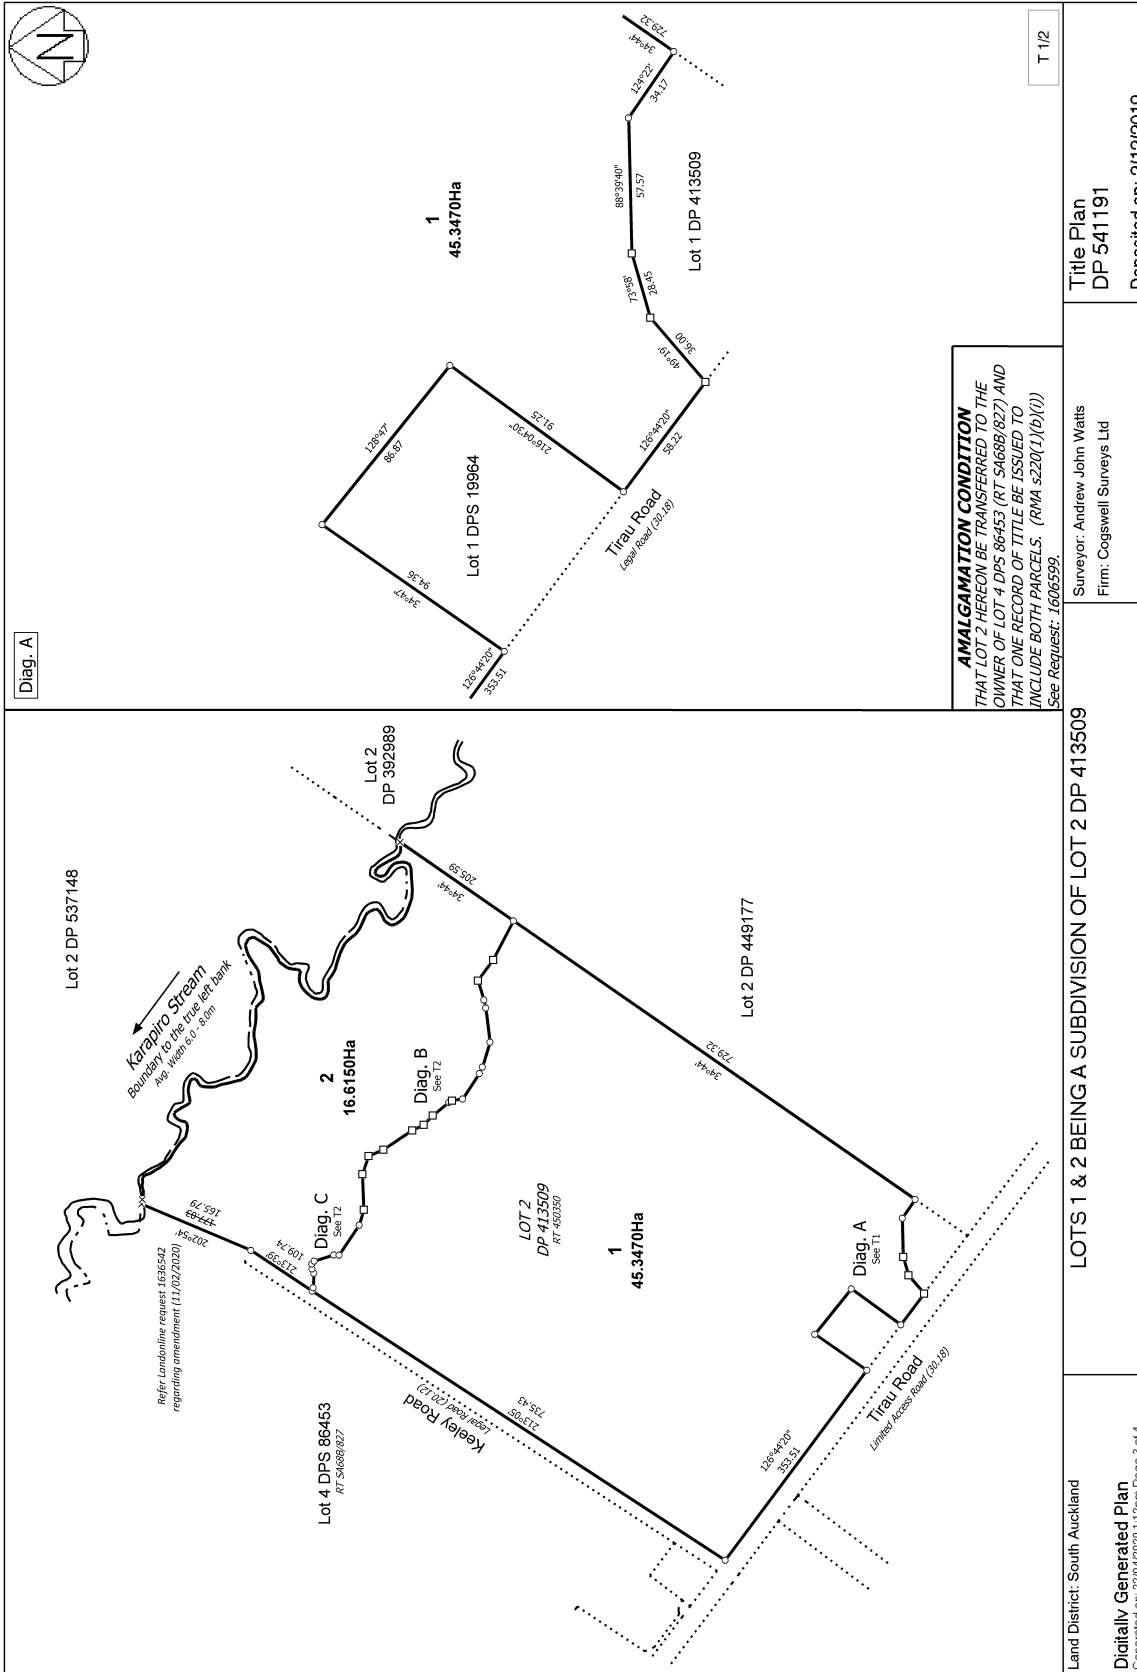 N
Diag. A
T 1/2
729.32
34°44'
124°22'
34.17
88°39'40"
57.57
1
45.3470Ha
Lot 1 DP 413509
73°58'
28.45
49°19'
36.00
128°47'
86.87
216°04'30"
91.25
126°44'20"
58.22
Lot 1 DPS 19964
Tirau Road
Legal Road (30.18)
34°47'
94.36
126°44'20"
353.51
AMALGAMATION CONDITION
THAT LOT 2 HEREON BE TRANSFERRED TO THE
OWNER OF LOT 4 DPS 86453 (RT SA68B/827) AND
THAT ONE RECORD OF TITLE BE ISSUED TO
INCLUDE BOTH PARCELS. (RMA s220(1)(b)(i))
See Request: 1606599.
Lot 2 DP 537148
Lot 2
DP 392989
Karapiro Stream
Boundary to the true left bank
Avg. Width 6.0 - 8.0m
34°44'
205.59
2
16.6150Ha
Diag. B
See T2
Lot 2 DP 449177
202°54'
177.03
165.79
Refer Landonline request 1636542
regarding amendment (11/02/2020)
213°39'
109.74
Diag. C
See T2
LOT 2
DP 413509
RT 450350
1
45.3470Ha
34°44'
729.32
Diag. A
See T1
Lot 4 DPS 86453
RT SA68B/827
Keeley Road
Legal Road (20.12)
213°05'
735.43
126°44'20"
353.51
Tirau Road
Limited Access Road (30.18)
Land District: South Auckland
Digitally Generated Plan
LOTS 1 & 2 BEING A SUBDIVISION OF LOT 2 DP 413509
Surveyor: Andrew John Watts
Firm: Cogswell Surveys Ltd
Title Plan
DP 541191
Deposited on: 2/12/2019